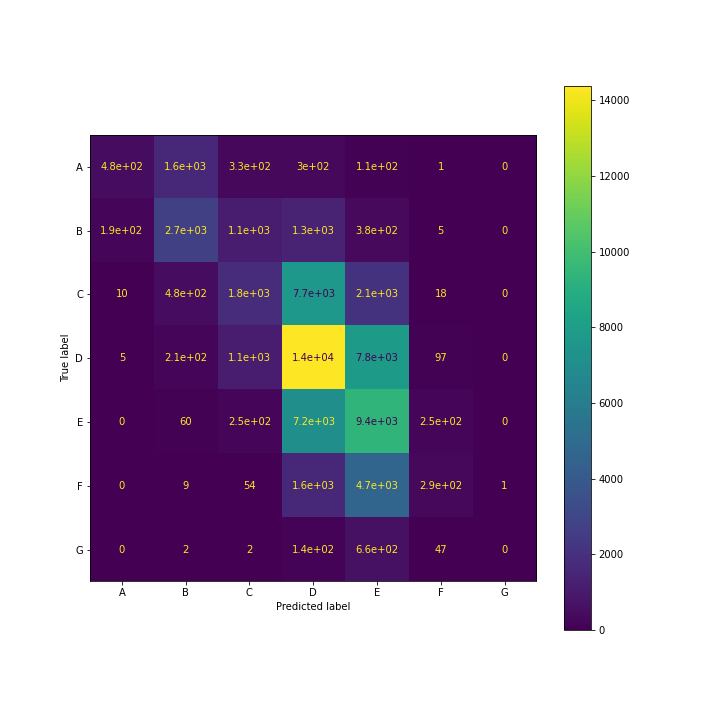 14000
A 4.8e+02 1.6e+03 3.3e+02 3e+02 1.1e+02 1 0
12000
B 1.9e+02 2.7e+03 1.1e+03 1.3e+03 3.8e+02 5 0
10000
C 10 4.8e+02 1.8e+03 7.7e+03 2.1e+03 18 0
8000
True label
D 5 2.1e+02 1.1e+03 1.4e+04 7.8e+03 97 0
6000
E 0 60 2.5e+02 7.2e+03 9.4e+03 2.5e+02 0
4000
F 0 9 54 1.6e+03 4.7e+03 2.9e+02 1
2000
G 0 2 2 1.4e+02 6.6e+02 47 0
A B C D E F G
Predicted label
0